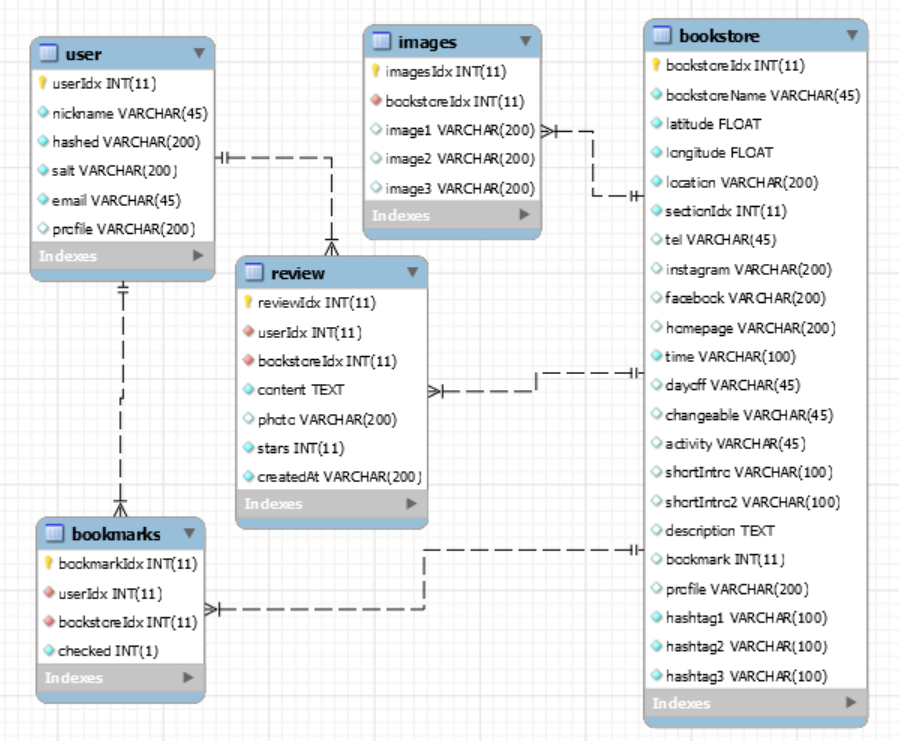 user
userIdx INT(11)
nickname VARCHAR(45)
hashed VARCHAR(200)
salt VARCHAR(200)
email VARCHAR(45)
profile VARCHAR(200)
Indexes
images
imagesIdx INT(11)
bookstoreIdx INT(11)
image1 VARCHAR(200)
image2 VARCHAR(200)
image3 VARCHAR(200)
Indexes
review
reviewIdx INT(11)
userIdx INT(11)
bookstoreIdx INT(11)
content TEXT
photo VARCHAR(200)
stars INT(11)
createdAt VARCHAR(200)
Indexes
bookmarks
bookmarkIdx INT(11)
userIdx INT(11)
bookstoreIdx INT(11)
checked INT(1)
Indexes
bookstore
bookstoreIdx INT(11)
bookstoreName VARCHAR(45)
latitude FLOAT
longitude FLOAT
location VARCHAR(200)
sectionIdx INT(11)
tel VARCHAR(45)
instagram VARCHAR(200)
facebook VARCHAR(200)
homepage VARCHAR(200)
time VARCHAR(100)
dayoff VARCHAR(45)
changeable VARCHAR(45)
activity VARCHAR(45)
shortIntro VARCHAR(100)
shortIntro2 VARCHAR(100)
description TEXT
bookmark INT(11)
profile VARCHAR(200)
hashtag1 VARCHAR(100)
hashtag2 VARCHAR(100)
hashtag3 VARCHAR(100)
Indexes